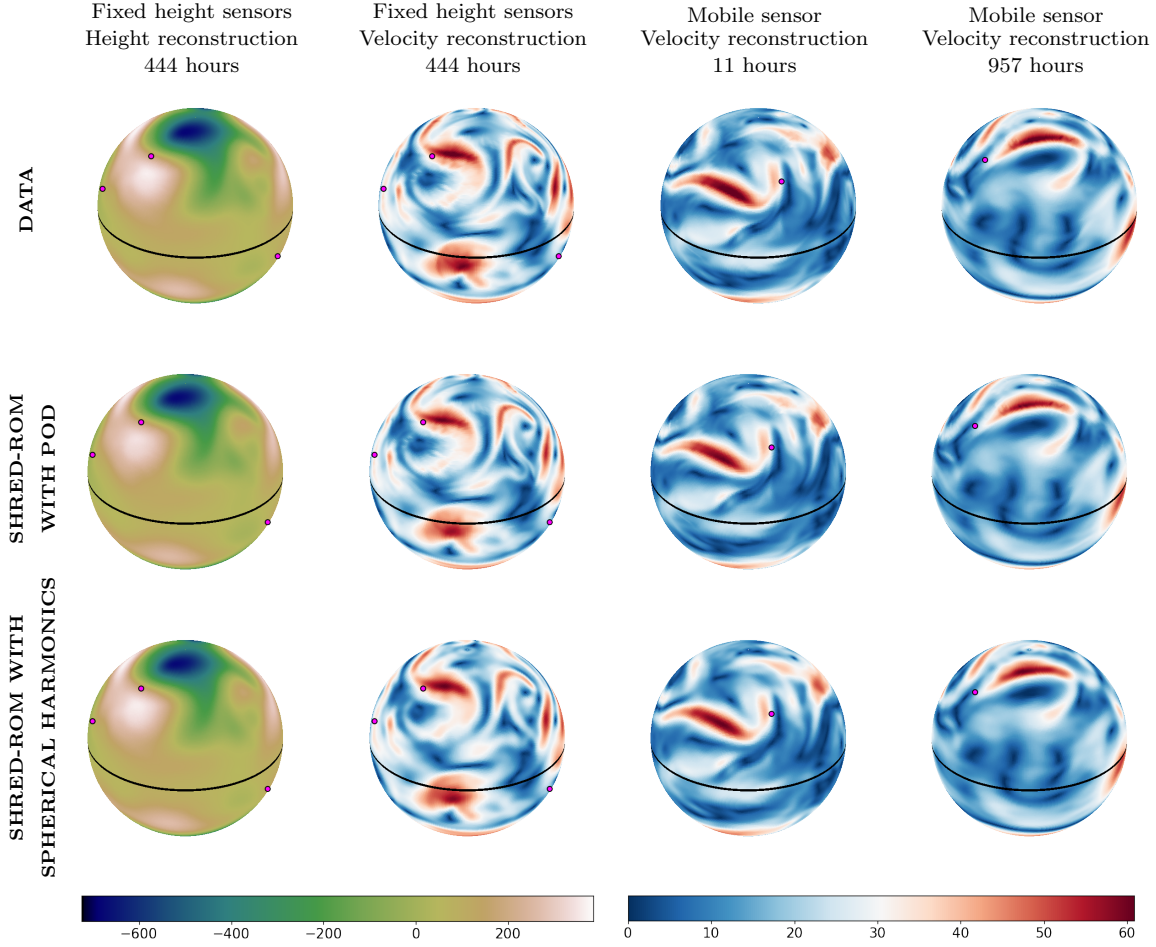 Fixed height sensors
Height reconstruction
444 hours
Fixed height sensors
Velocity reconstruction
444 hours
Mobile sensor
Velocity reconstruction
11 hours
Mobile sensor
Velocity reconstruction
957 hours
DATA
SHRED-ROM
WITH POD
SHRED-ROM WITH
SPHERICAL HARMONICS
−600 −400 −200 0 200
0 10 20 30 40 50 60